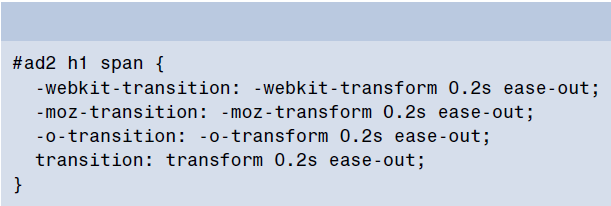 #ad2 h1 span {
-webkit-transition: -webkit-transform 0.2s ease-out;
-moz-transition: -moz-transform 0.2s ease-out;
-o-transition: -o-transform 0.2s ease-out;
transition: transform 0.2s ease-out;
}